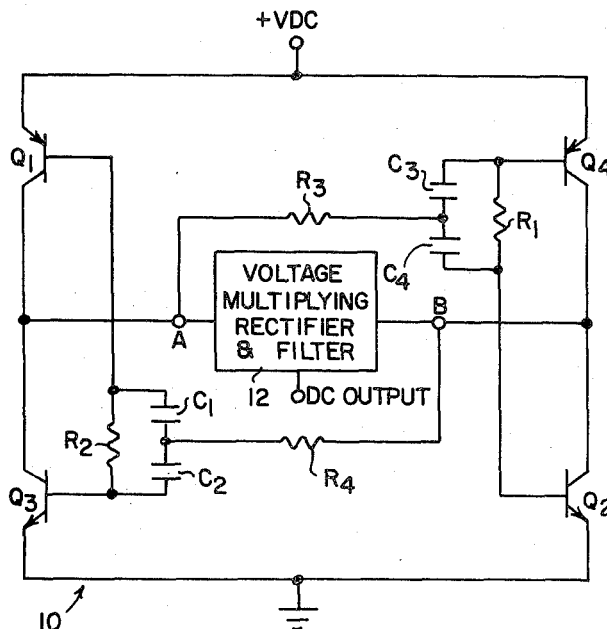 +VDC
Q1
C3
Q4
R3
R1
C4
VOLTAGE
MULTIPLYING
RECTIFIER
& FILTER
A
B
12
DC OUTPUT
C1
R2
C2
R4
Q3
Q2
10